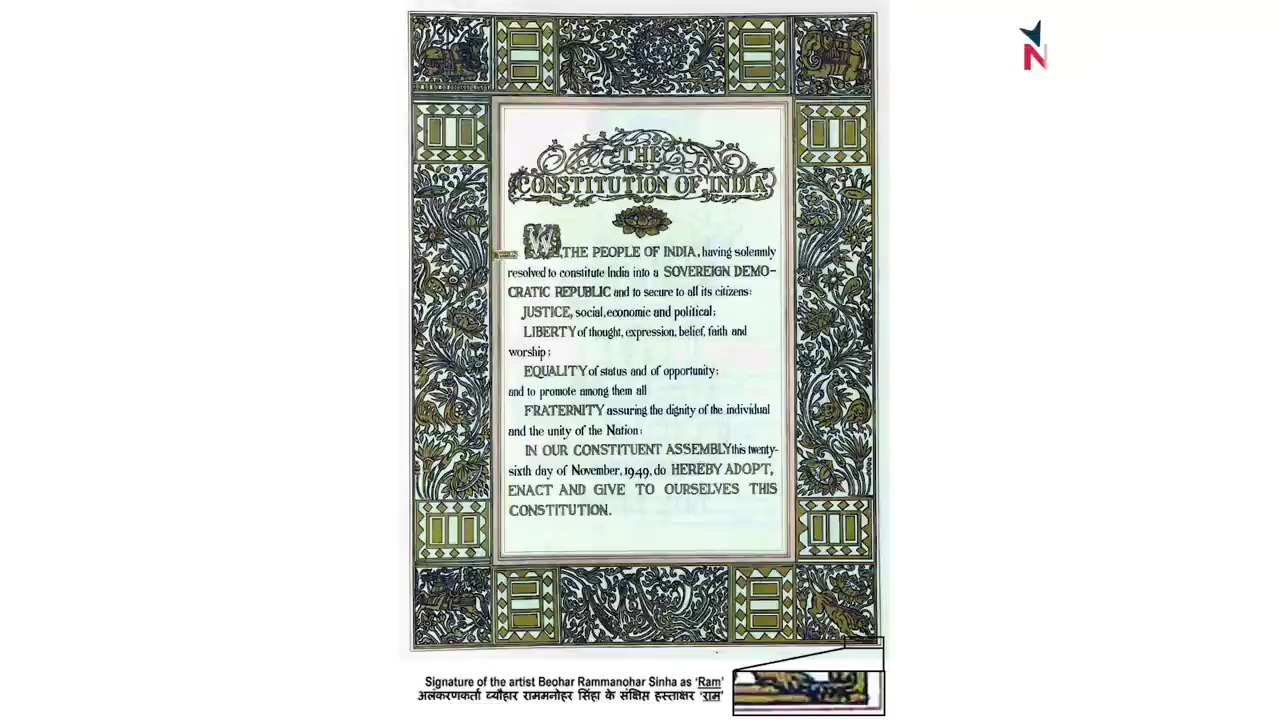 THE
CONSTITUTION OF INDIA
WE, THE PEOPLE OF INDIA, having solemnly
resolved to constitute India into a SOVEREIGN DEMO-
CRATIC REPUBLIC and to secure to all its citizens:
JUSTICE, social, economic and political;
LIBERTY of thought, expression, belief, faith and
worship;
EQUALITY of status and of opportunity;
and to promote among them all
FRATERNITY assuring the dignity of the individual
and the unity of the Nation;
IN OUR CONSTITUENT ASSEMBLY this twenty-
sixth day of November, 1949, do HEREBY ADOPT,
ENACT AND GIVE TO OURSELVES THIS
CONSTITUTION.
Signature of the artist Beohar Rammanohar Sinha as 'Ram'
अलंकरणकर्ता ब्यौहार राममनोहर सिंहा के संक्षिप्त हस्ताक्षर 'राम'
N